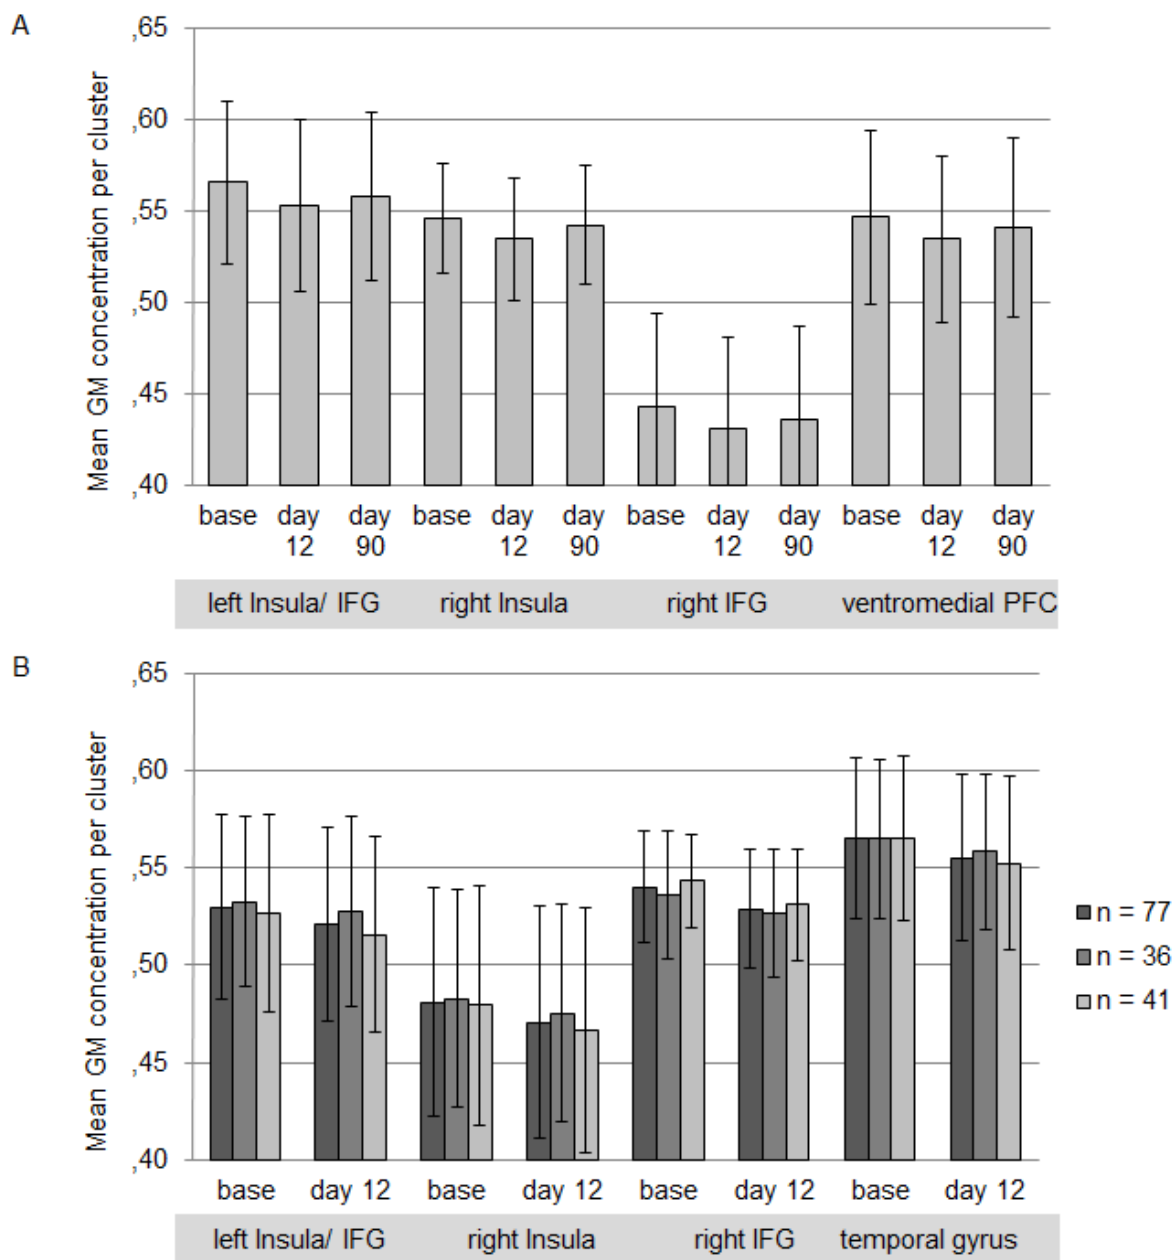 A
Mean GM concentration per cluster
,65
,60
,55
,50
,45
,40
base day 12 day 90 base day 12 day 90 base day 12 day 90 base day 12 day 90
left Insula/ IFG right Insula right IFG ventromedial PFC
B
Mean GM concentration per cluster
,65
,60
,55
,50
,45
,40
n = 77
n = 36
n = 41
base day 12 base day 12 base day 12 base day 12
left Insula/ IFG right Insula right IFG temporal gyrus